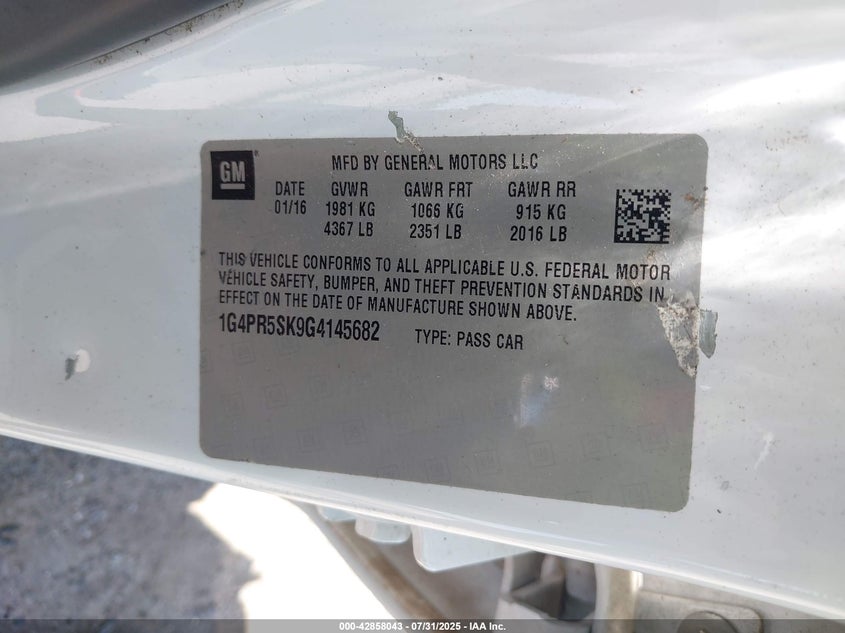 GM
MFD BY GENERAL MOTORS LLC
DATE GVWR GAWR FRT GAWR RR
01/16 1981 KG 1066 KG 915 KG
4367 LB 2351 LB 2016 LB
THIS VEHICLE CONFORMS TO ALL APPLICABLE U.S. FEDERAL MOTOR
VEHICLE SAFETY, BUMPER, AND THEFT PREVENTION STANDARDS IN
EFFECT ON THE DATE OF MANUFACTURE SHOWN ABOVE.
1G4PR5SK9G4145682 TYPE: PASS CAR
000-42858043 - 07/31/2025 - IAA Inc.